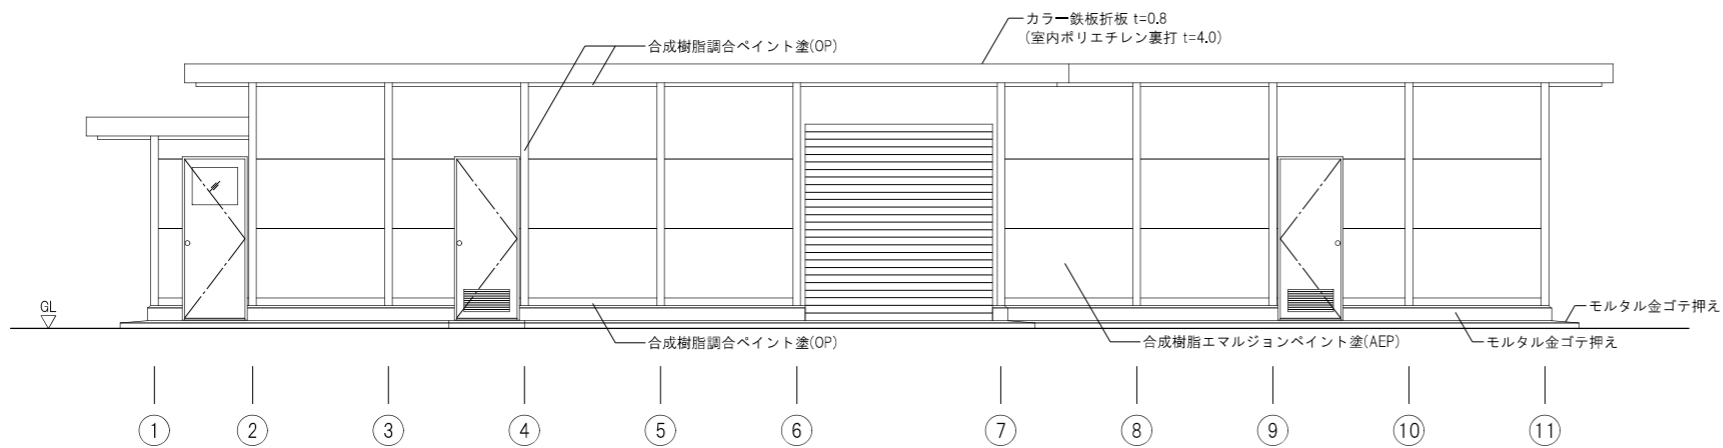 カラー鉄板折板 t=0.8
(室内ポリエチレン裏打 t=4.0)
合成樹脂調合ペイント塗(OP)
GL
モルタル金ゴテ押え
合成樹脂調合ペイント塗(OP)
合成樹脂エマルジョンペイント塗(AEP)
モルタル金ゴテ押え
1 2 3 4 5 6 7 8 9 10 11